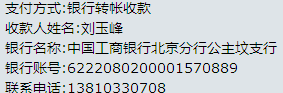 支付方式:银行转帐收款
收款人姓名:刘玉峰
银行名称:中国工商银行北京分行公主坟支行
银行账号:6222080200001570889
联系电话:13810330708